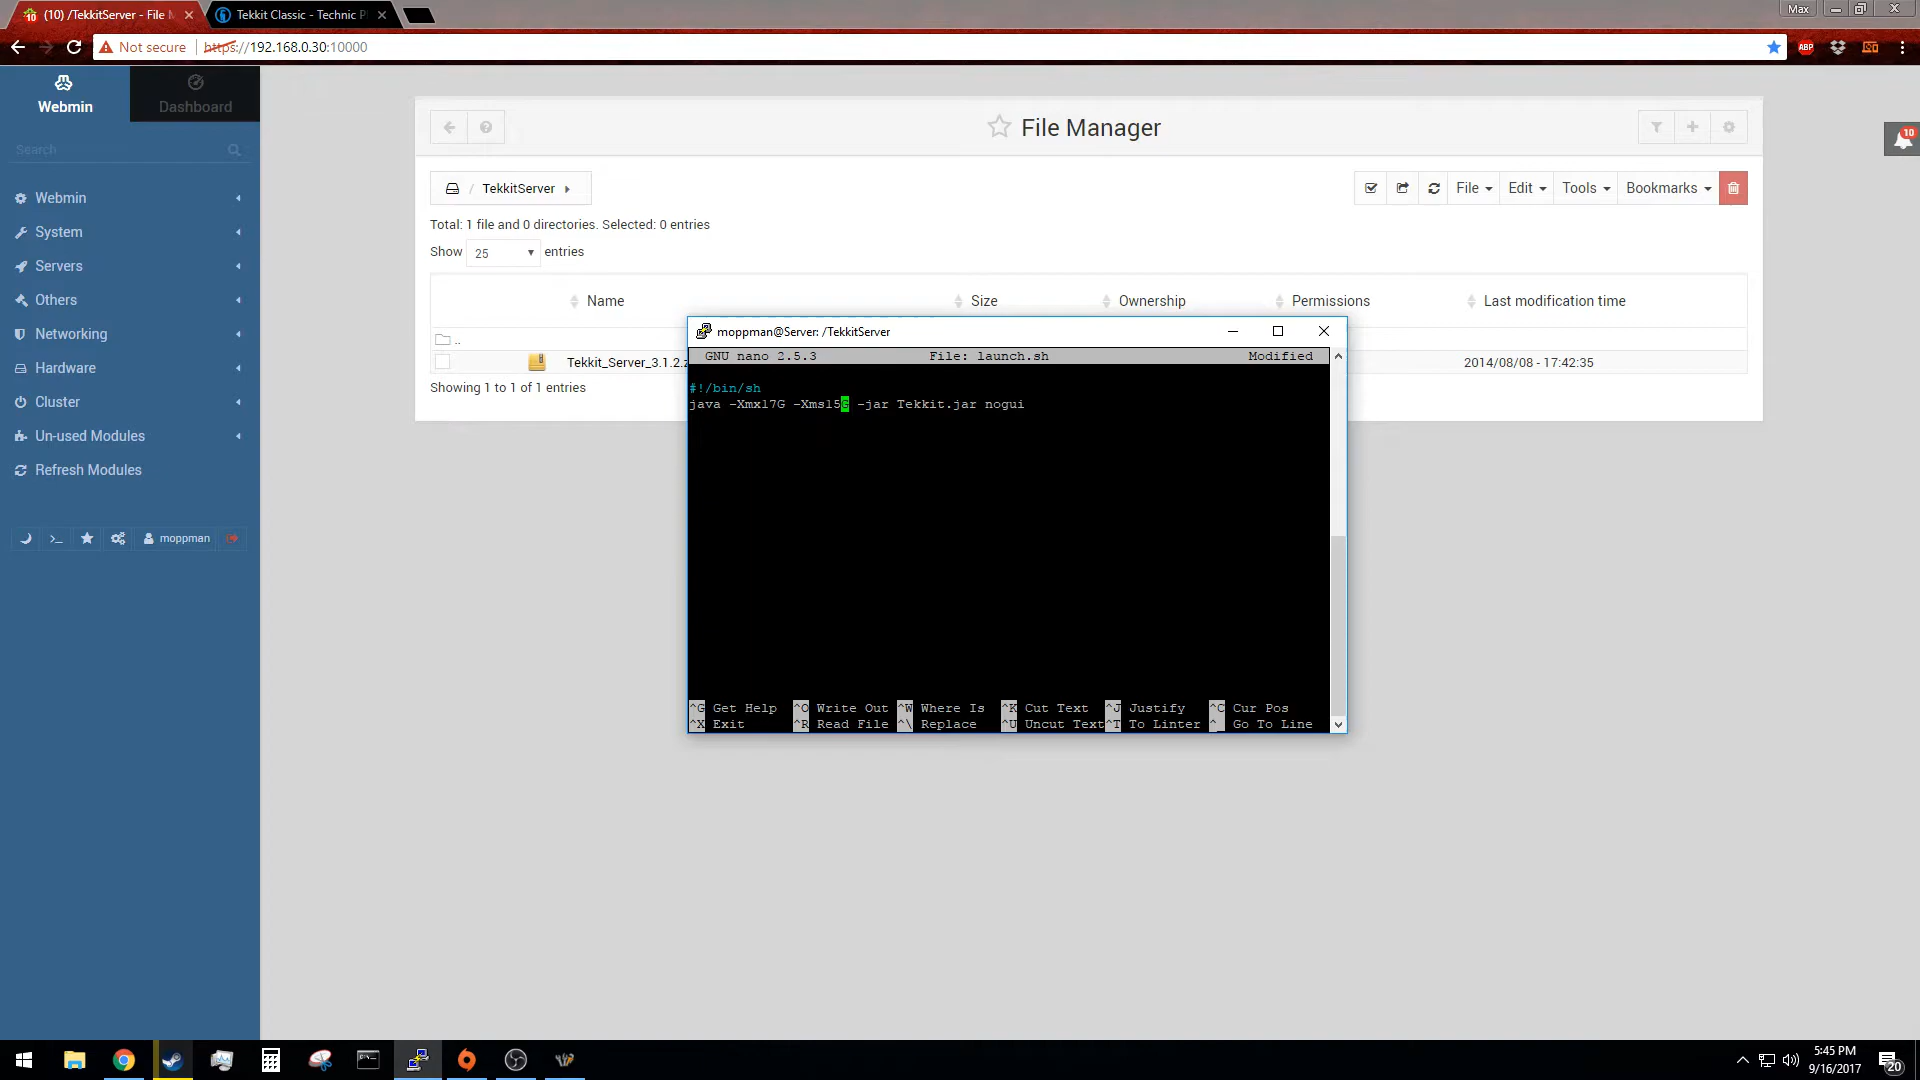 (10) /TekkitServer - File M
Tekkit Classic - Technic P
Max
Not secure
https://192.168.0.30:10000
ABP
Webmin
Dashboard
Search
Webmin
System
Servers
Others
Networking
Hardware
Cluster
Un-used Modules
Refresh Modules
moppman
File Manager
10
/ TekkitServer
File
Edit
Tools
Bookmarks
Total: 1 file and 0 directories. Selected: 0 entries
Show 25 entries
Name
Size
Ownership
Permissions
Last modification time
..
Tekkit_Server_3.1.2.z
2014/08/08 - 17:42:35
Showing 1 to 1 of 1 entries
moppman@Server: /TekkitServer
GNU nano 2.5.3 File: launch.sh Modified
#!/bin/sh
java -Xmx17G -Xms15G -jar Tekkit.jar nogui
^G Get Help ^O Write Out ^W Where Is ^K Cut Text ^J Justify ^C Cur Pos
^X Exit ^R Read File ^\ Replace ^U Uncut Text ^T To Linter ^_ Go To Line
5:45 PM
9/16/2017
20